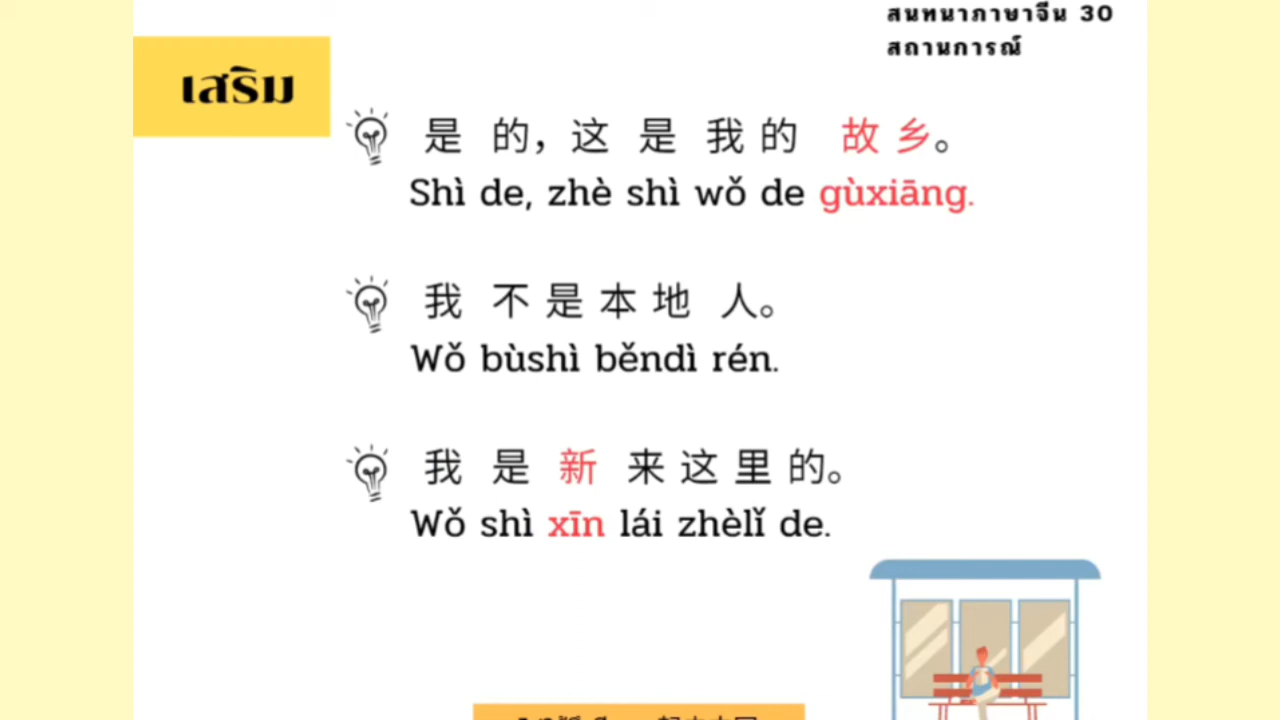 สนทนาภาษาจีน 30
สถานการณ์
เสริม
是 的，这 是 我 的 故 乡。
Shì de, zhè shì wǒ de gùxiāng.
我 不 是 本 地 人。
Wǒ bùshì běndì rén.
我 是 新 来 这 里 的。
Wǒ shì xīn lái zhèlǐ de.